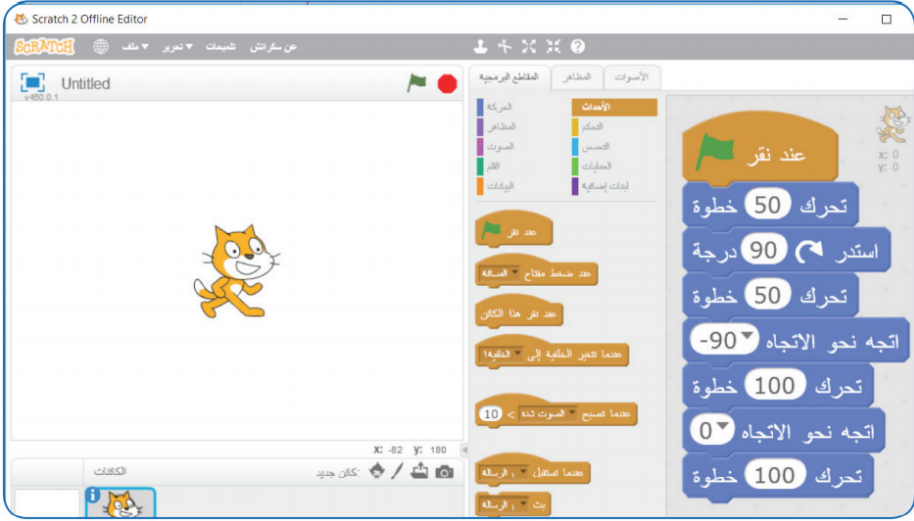 Scratch 2 Offline Editor
SCRATCH ملف ▼ تحرير ▼ تلميحات عن سكراتش
Untitled
v460.0.1
المقاطع البرمجية المظاهر الأصوات
الحركة الأحداث
المظاهر التحكم
الصوت التحسس
القلم العمليات
البيانات لبنات إضافية
عند نقر
عند ضغط مفتاح المسافة
عند نقر هذا الكائن
عندما تتغير الخلفية إلى الخلفية1
عندما تصبح شدة الصوت > 10
عندما تستقبل الرسالة
بث الرسالة
x: 0
y: 0
عند نقر
تحرك 50 خطوة
استدر 90 درجة
تحرك 50 خطوة
اتجه نحو الاتجاه 90-
تحرك 100 خطوة
اتجه نحو الاتجاه 0
تحرك 100 خطوة
x: -82 y: 180
الكائنات كائن جديد: